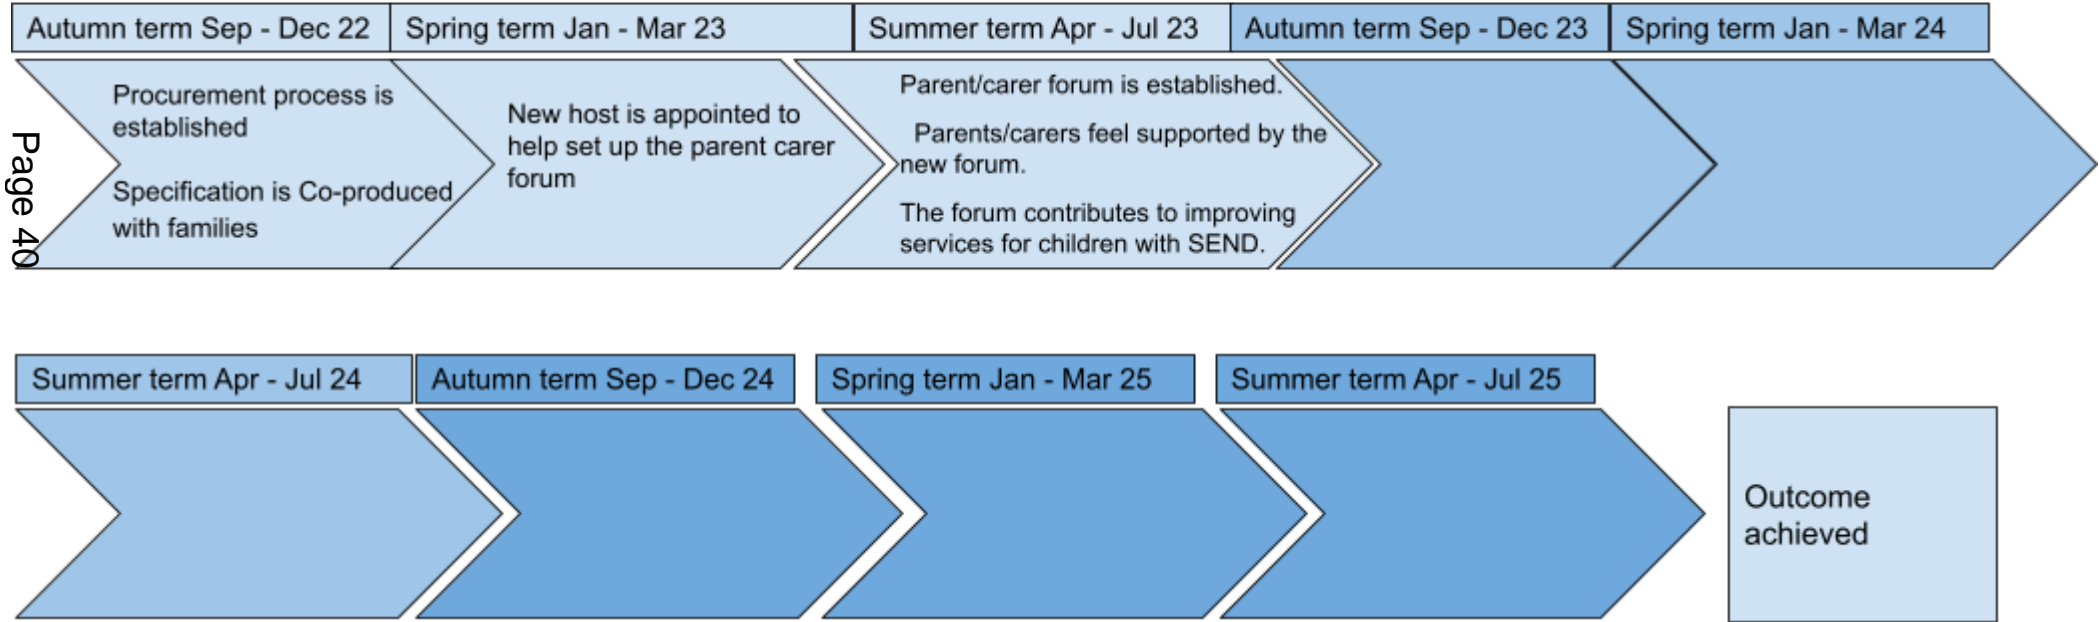 Autumn term Sep - Dec 22
Spring term Jan - Mar 23
Summer term Apr - Jul 23
Autumn term Sep - Dec 23
Spring term Jan - Mar 24
Procurement process is
established
Specification is Co-produced
with families
New host is appointed to
help set up the parent carer
forum
Parent/carer forum is established.
Parents/carers feel supported by the
new forum.
The forum contributes to improving
services for children with SEND.
Page 40
Summer term Apr - Jul 24
Autumn term Sep - Dec 24
Spring term Jan - Mar 25
Summer term Apr - Jul 25
Outcome
achieved